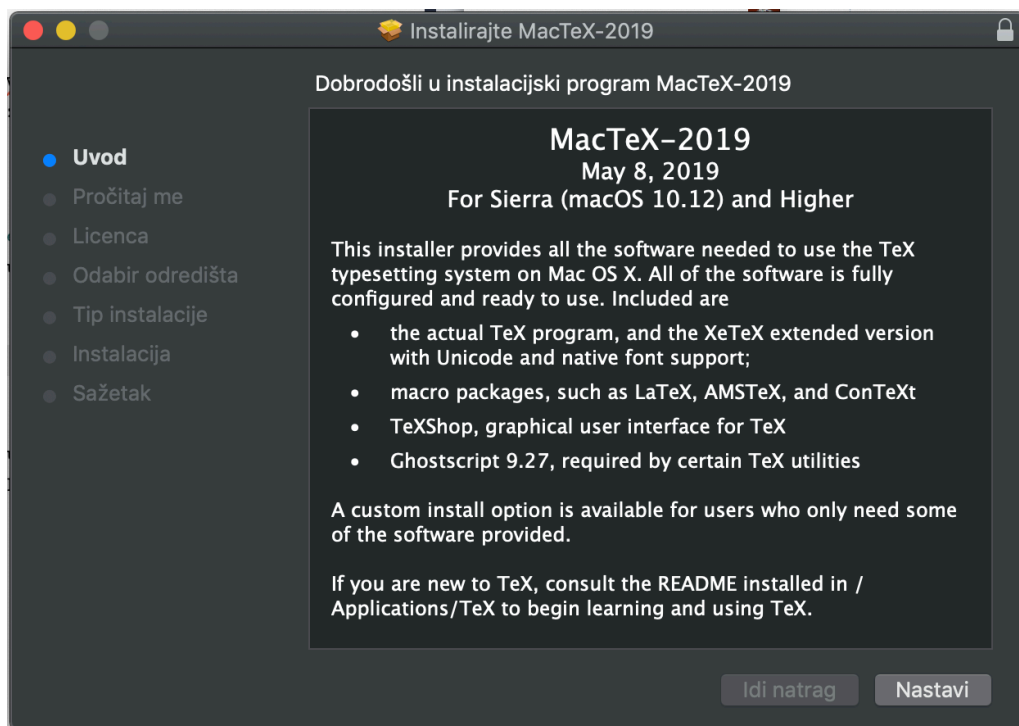 Instalirajte MacTeX-2019
Dobrodošli u instalacijski program MacTeX-2019
Uvod
Pročitaj me
Licenca
Odabir odredišta
Tip instalacije
Instalacija
Sažetak
MacTeX-2019
May 8, 2019
For Sierra (macOS 10.12) and Higher
This installer provides all the software needed to use the TeX
typesetting system on Mac OS X. All of the software is fully
configured and ready to use. Included are
• the actual TeX program, and the XeTeX extended version
with Unicode and native font support;
• macro packages, such as LaTeX, AMSTeX, and ConTeXt
• TeXShop, graphical user interface for TeX
• Ghostscript 9.27, required by certain TeX utilities
A custom install option is available for users who only need some
of the software provided.
If you are new to TeX, consult the README installed in /
Applications/TeX to begin learning and using TeX.
Idi natrag
Nastavi